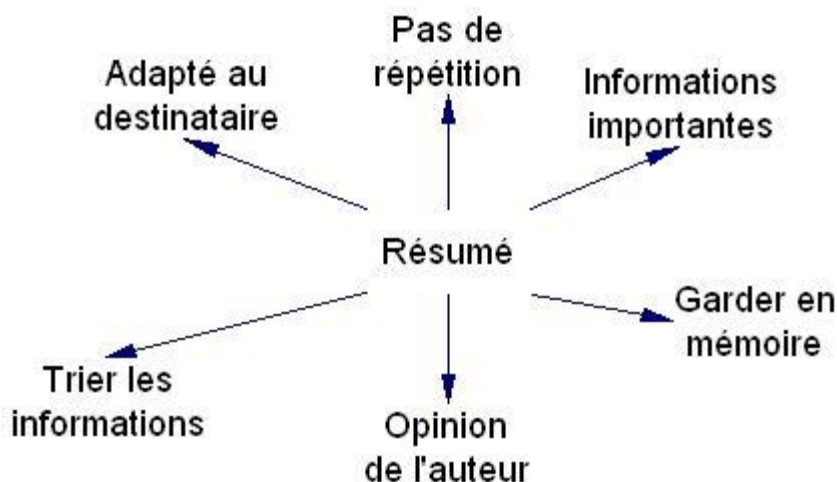 Pas de
répétition
Adapté au
destinataire
Informations
importantes
Résumé
Garder en
mémoire
Trier les
informations
Opinion
de l'auteur